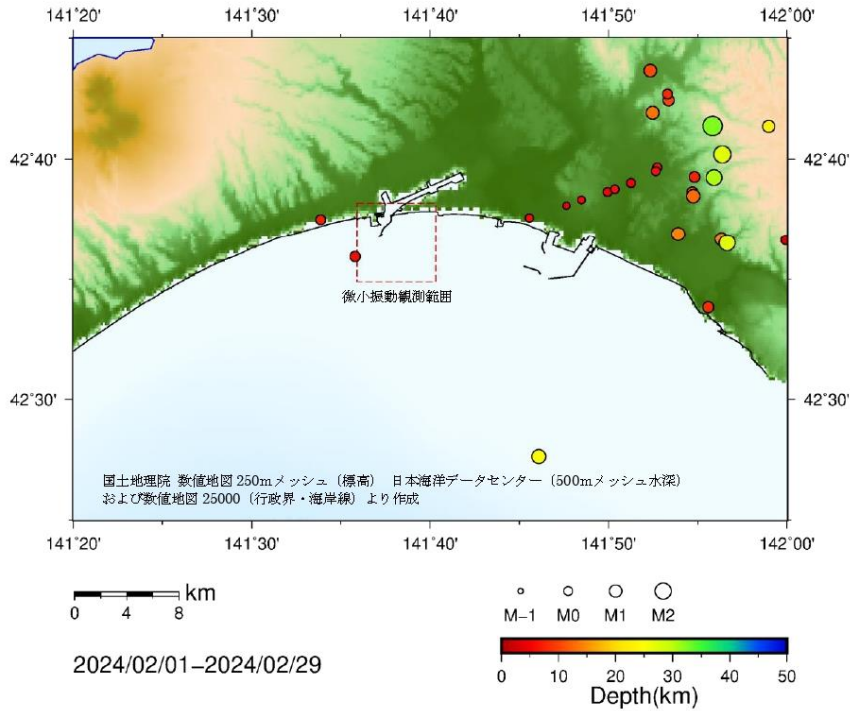 141°20' 141°30' 141°40' 141°50' 142°00'
42°40' 42°40'
微小振動観測範囲
42°30' 42°30'
国土地理院 数値地図 250mメッシュ（標高） 日本海洋データセンター（500mメッシュ水深）
および数値地図 25000（行政界・海岸線）より作成
141°20' 141°30' 141°40' 141°50' 142°00'
km
0 4 8
M-1 M0 M1 M2
2024/02/01-2024/02/29
0 10 20 30 40 50
Depth(km)